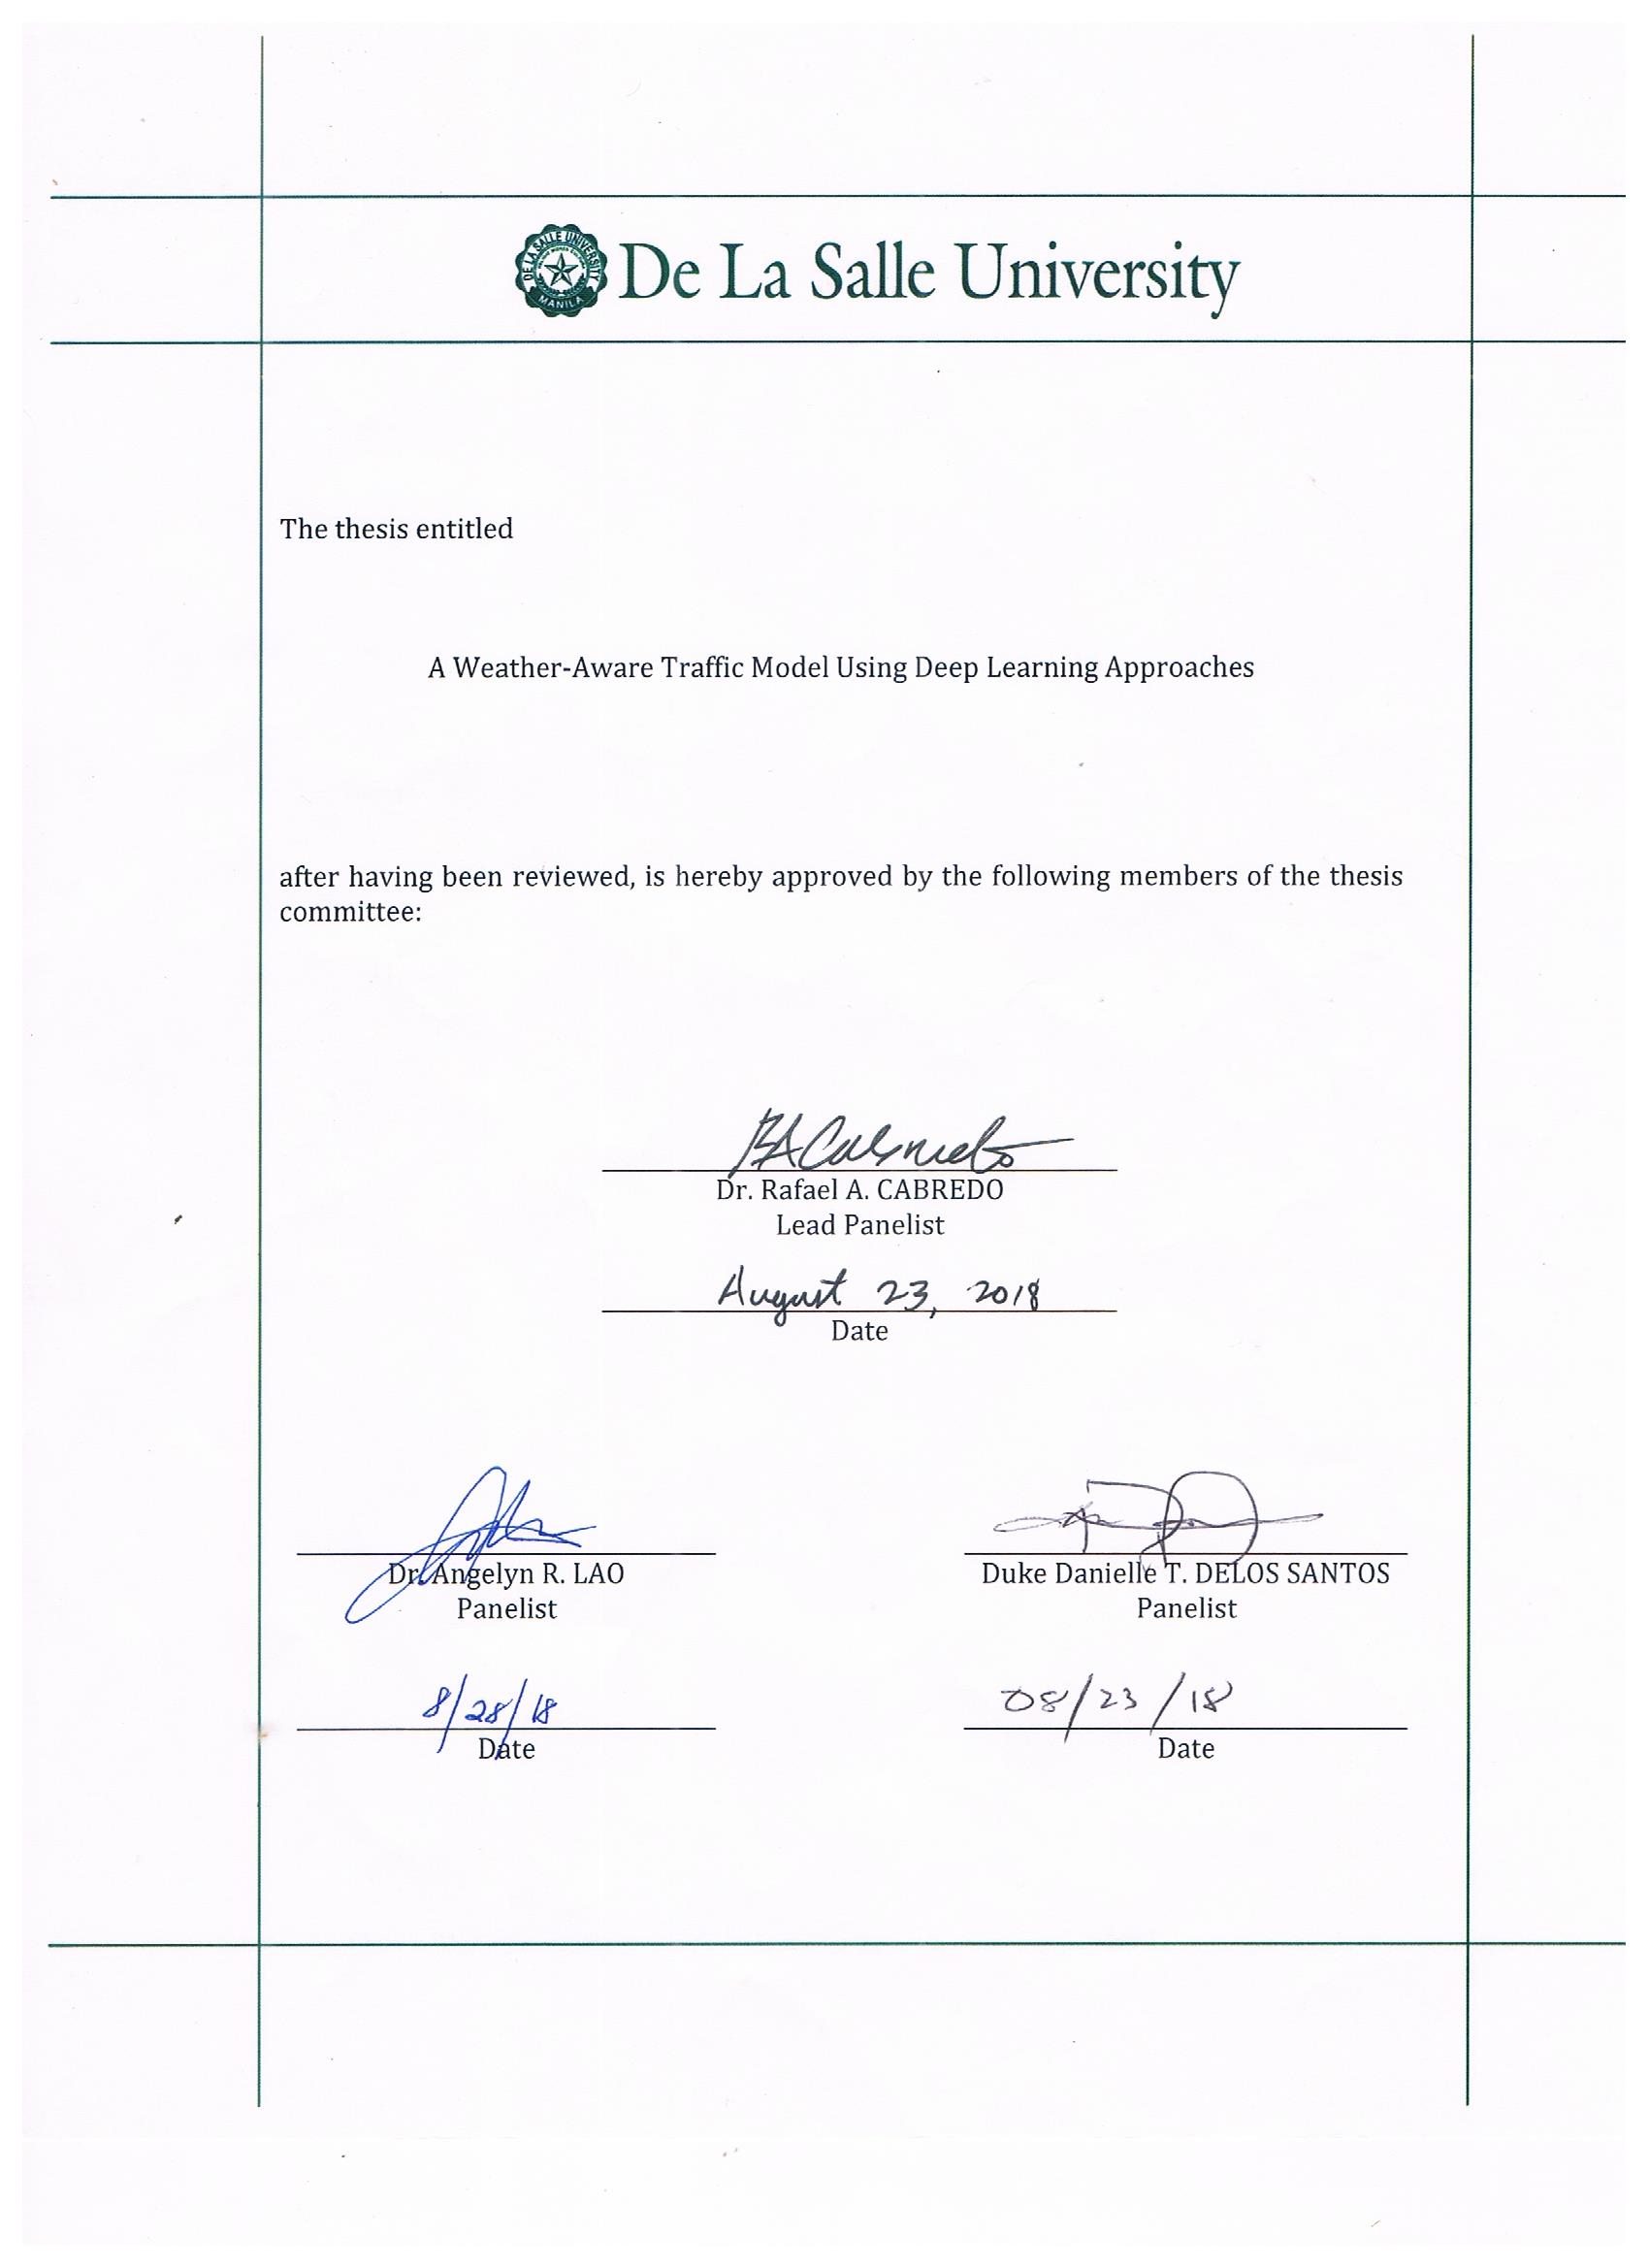 DE LA SALLE UNIVERSITY
MANILA
De La Salle University
The thesis entitled
A Weather-Aware Traffic Model Using Deep Learning Approaches
after having been reviewed, is hereby approved by the following members of the thesis
committee:
RACabredo
Dr. Rafael A. CABREDO
Lead Panelist
August 23, 2018
Date
Dr. Angelyn R. LAO
Panelist
8/28/18
Date
Duke Danielle T. DELOS SANTOS
Panelist
08/23/18
Date